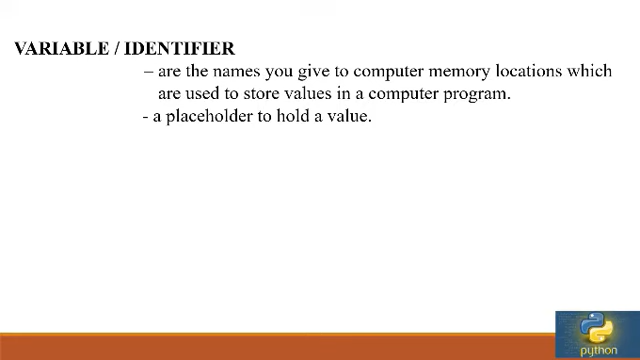 VARIABLE / IDENTIFIER
– are the names you give to computer memory locations which
are used to store values in a computer program.
- a placeholder to hold a value.
python